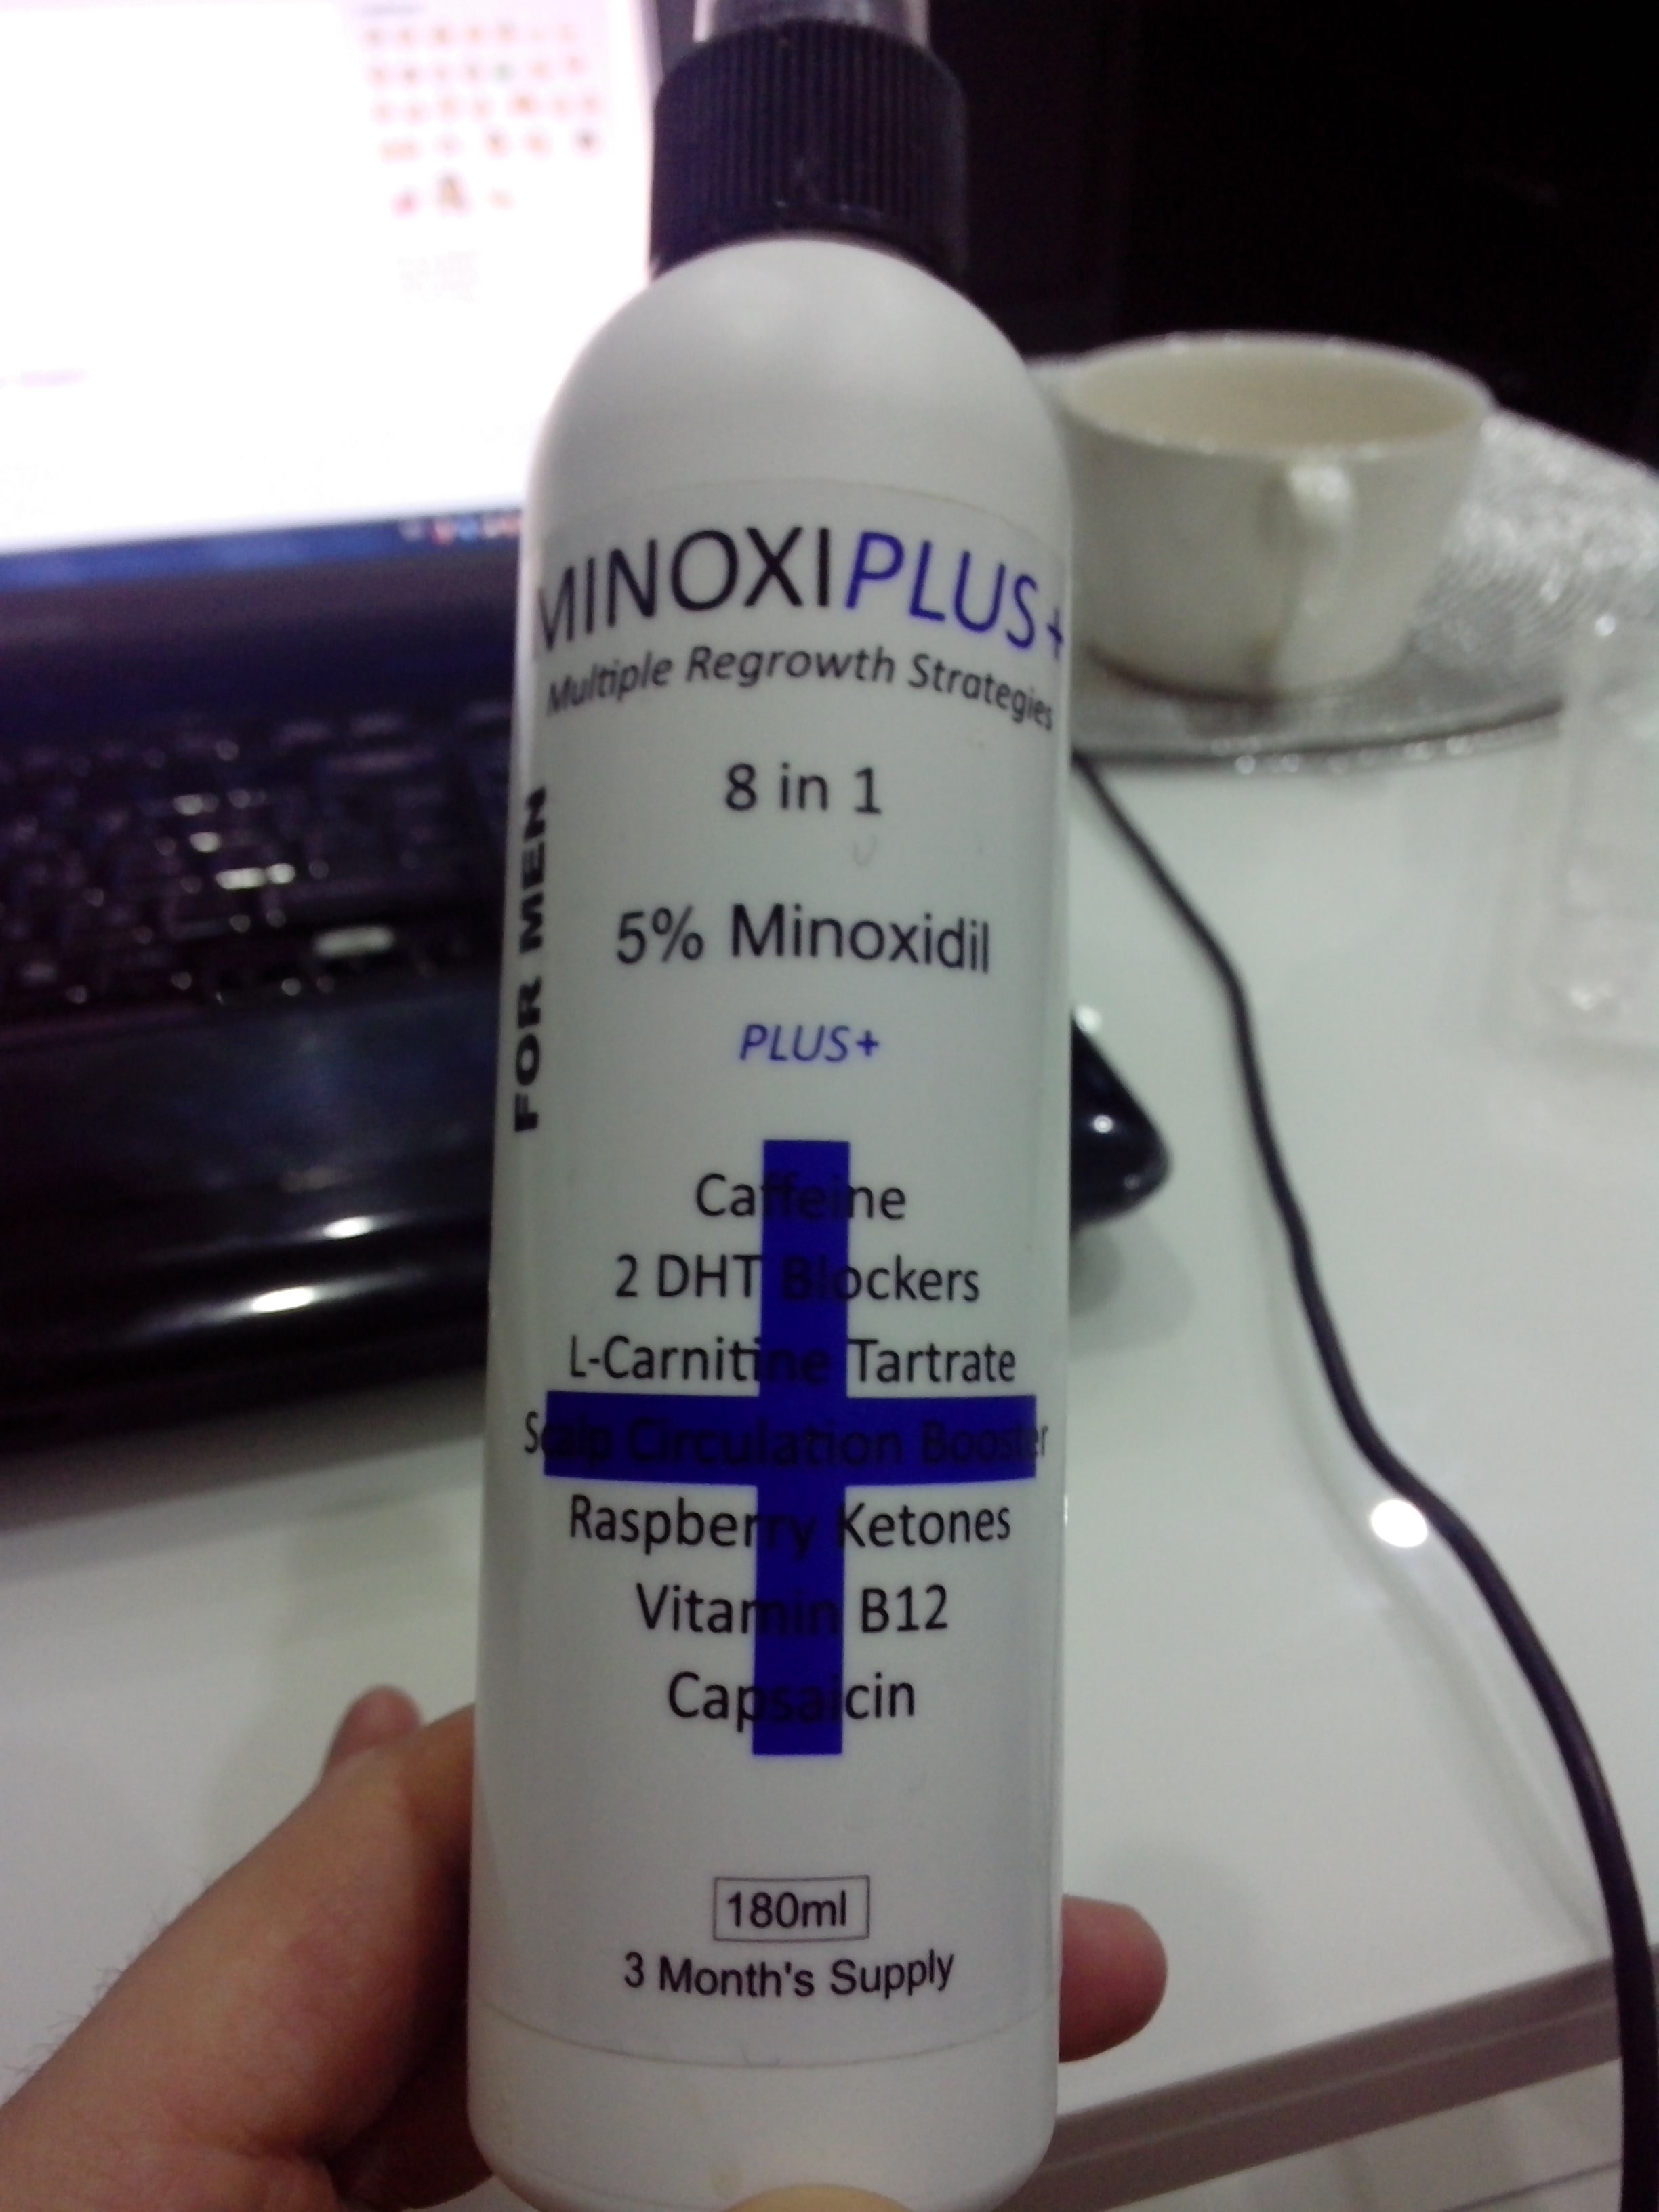 MINOXIPLUS+
Multiple Regrowth Strategies
8 in 1
FOR MEN
5% Minoxidil
PLUS+
Caffeine
2 DHT Blockers
L-Carnitine Tartrate
Scalp Circulation Booster
Raspberry Ketones
Vitamin B12
Capsaicin
180ml
3 Month's Supply